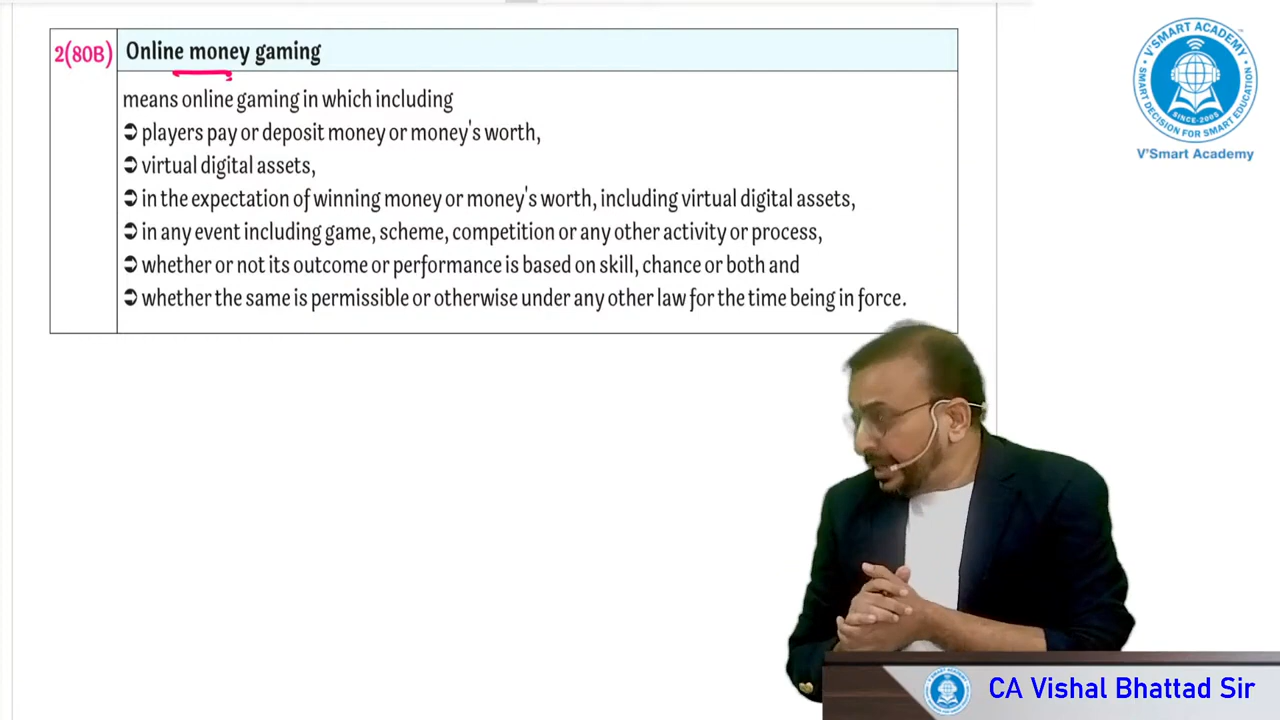 2(80B)
Online money gaming
means online gaming in which including
➲ players pay or deposit money or money's worth,
➲ virtual digital assets,
➲ in the expectation of winning money or money's worth, including virtual digital assets,
➲ in any event including game, scheme, competition or any other activity or process,
➲ whether or not its outcome or performance is based on skill, chance or both and
➲ whether the same is permissible or otherwise under any other law for the time being in force.
V'SMART ACADEMY
SINCE-2005
SMART DECISION FOR SMART EDUCATION
V'Smart Academy
CA Vishal Bhattad Sir